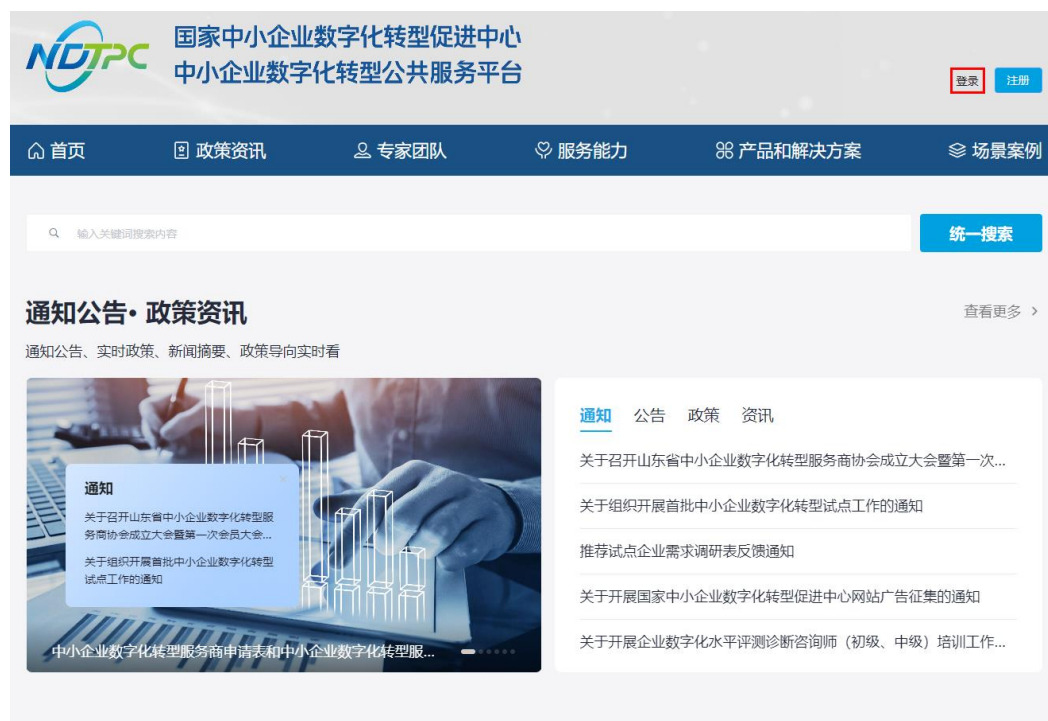 NDTPC
国家中小企业数字化转型促进中心
中小企业数字化转型公共服务平台
登录
注册
首页
政策资讯
专家团队
服务能力
产品和解决方案
场景案例
输入关键词搜索内容
统一搜索
通知公告• 政策资讯
查看更多
通知公告、实时政策、新闻摘要、政策导向实时看
通知
关于召开山东省中小企业数字化转型服
务商协会成立大会暨第一次会员大会...
关于组织开展首批中小企业数字化转型
试点工作的通知
中小企业数字化转型服务商申请表和中小企业数字化转型服...
通知 公告 政策 资讯
关于召开山东省中小企业数字化转型服务商协会成立大会暨第一次...
关于组织开展首批中小企业数字化转型试点工作的通知
推荐试点企业需求调研表反馈通知
关于开展国家中小企业数字化转型促进中心网站广告征集的通知
关于开展企业数字化水平评测诊断咨询师（初级、中级）培训工作...